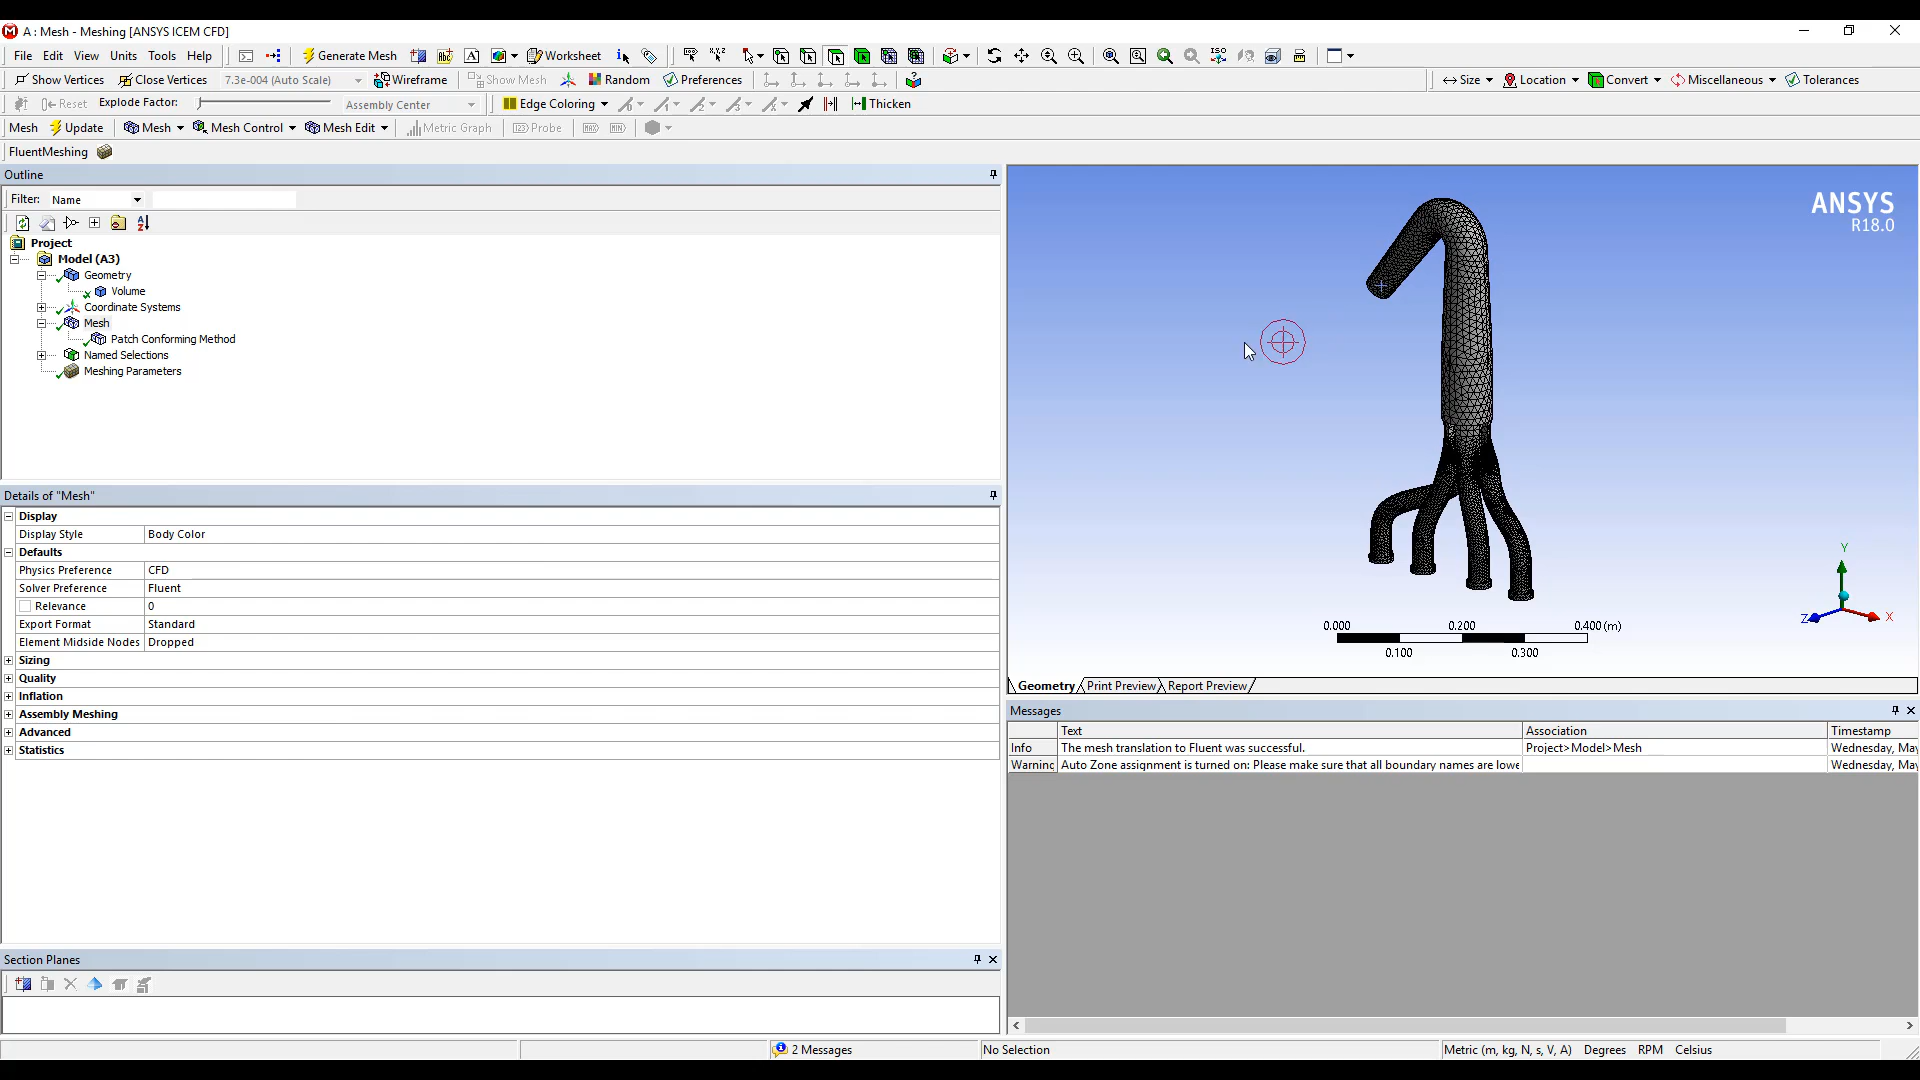 A : Mesh - Meshing [ANSYS ICEM CFD]
File Edit View Units Tools Help Generate Mesh Worksheet
Show Vertices Close Vertices 7.3e-004 (Auto Scale) Wireframe Show Mesh Random Preferences Size Location Convert Miscellaneous Tolerances
Reset Explode Factor: Assembly Center Edge Coloring Thicken
Mesh Update Mesh Mesh Control Mesh Edit Metric Graph Probe
FluentMeshing
Outline
Filter: Name
Project
Model (A3)
Geometry
Volume
Coordinate Systems
Mesh
Patch Conforming Method
Named Selections
Meshing Parameters
Details of "Mesh"
Display
Display Style Body Color
Defaults
Physics Preference CFD
Solver Preference Fluent
Relevance 0
Export Format Standard
Element Midside Nodes Dropped
Sizing
Quality
Inflation
Assembly Meshing
Advanced
Statistics
Section Planes
ANSYS
R18.0
Y
Z X
0.000 0.200 0.400 (m)
0.100 0.300
Geometry Print Preview Report Preview
Messages
Text Association Timestamp
Info The mesh translation to Fluent was successful. Project>Model>Mesh Wednesday, May
Warning Auto Zone assignment is turned on: Please make sure that all boundary names are lowe Wednesday, May
2 Messages No Selection Metric (m, kg, N, s, V, A) Degrees RPM Celsius